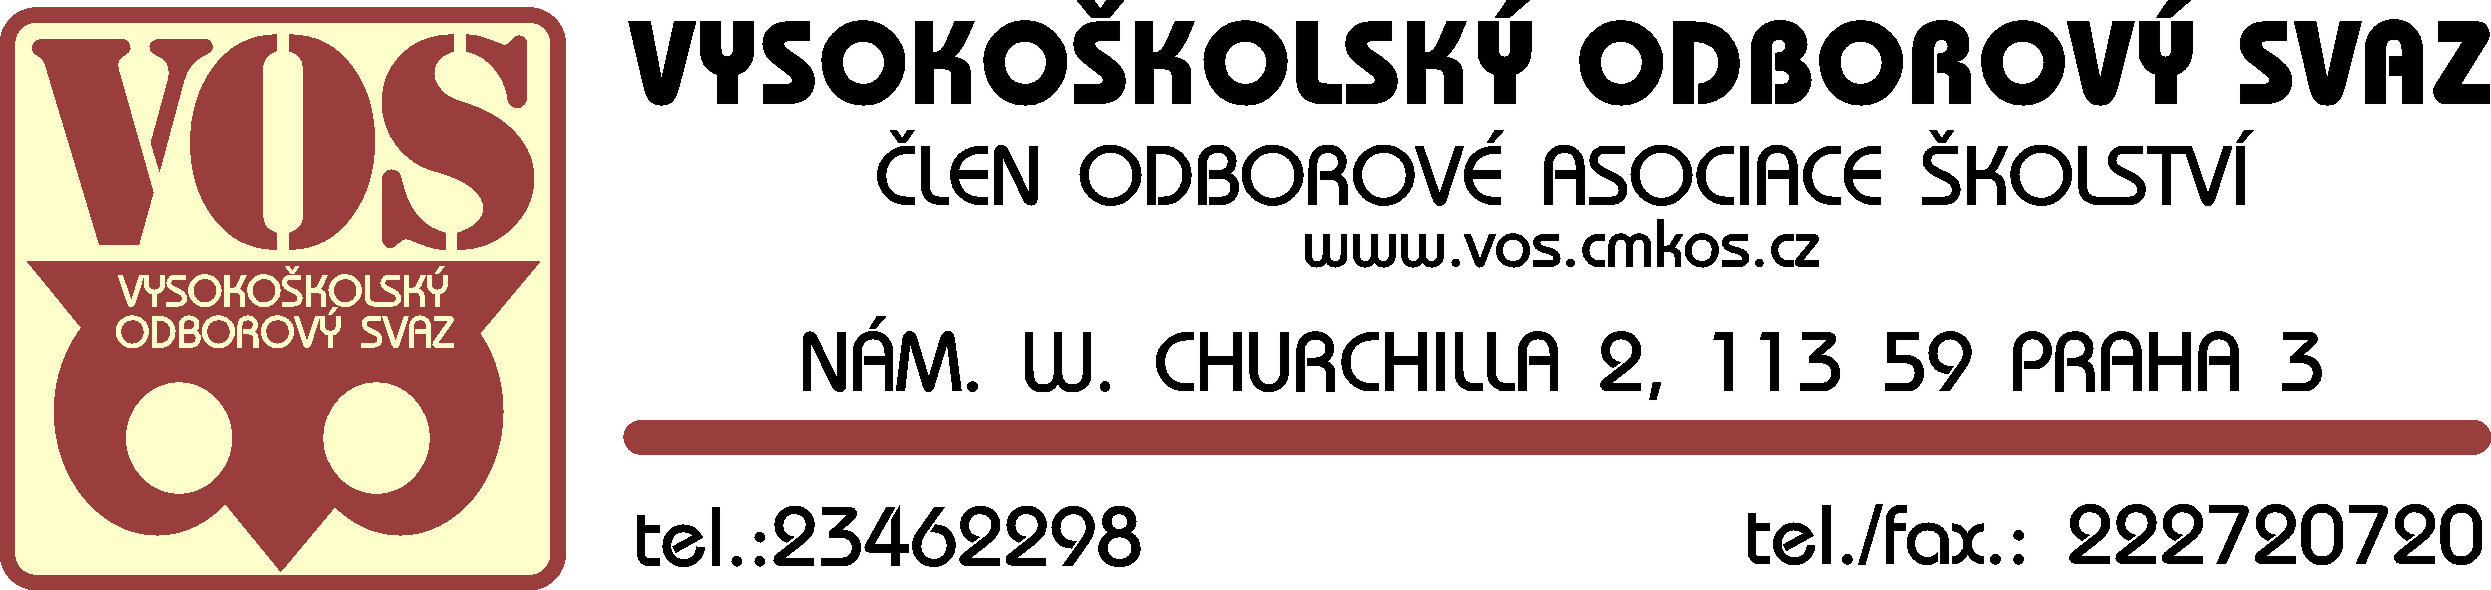 VOS
VYSOKOŠKOLSKÝ
ODBOROVÝ SVAZ
VYSOKOŠKOLSKÝ ODBOROVÝ SVAZ
ČLEN ODBOROVÉ ASOCIACE ŠKOLSTVÍ
www.vos.cmkos.cz
NÁM. W. CHURCHILLA 2, 113 59 PRAHA 3
tel.:23462298
tel./fax.: 222720720